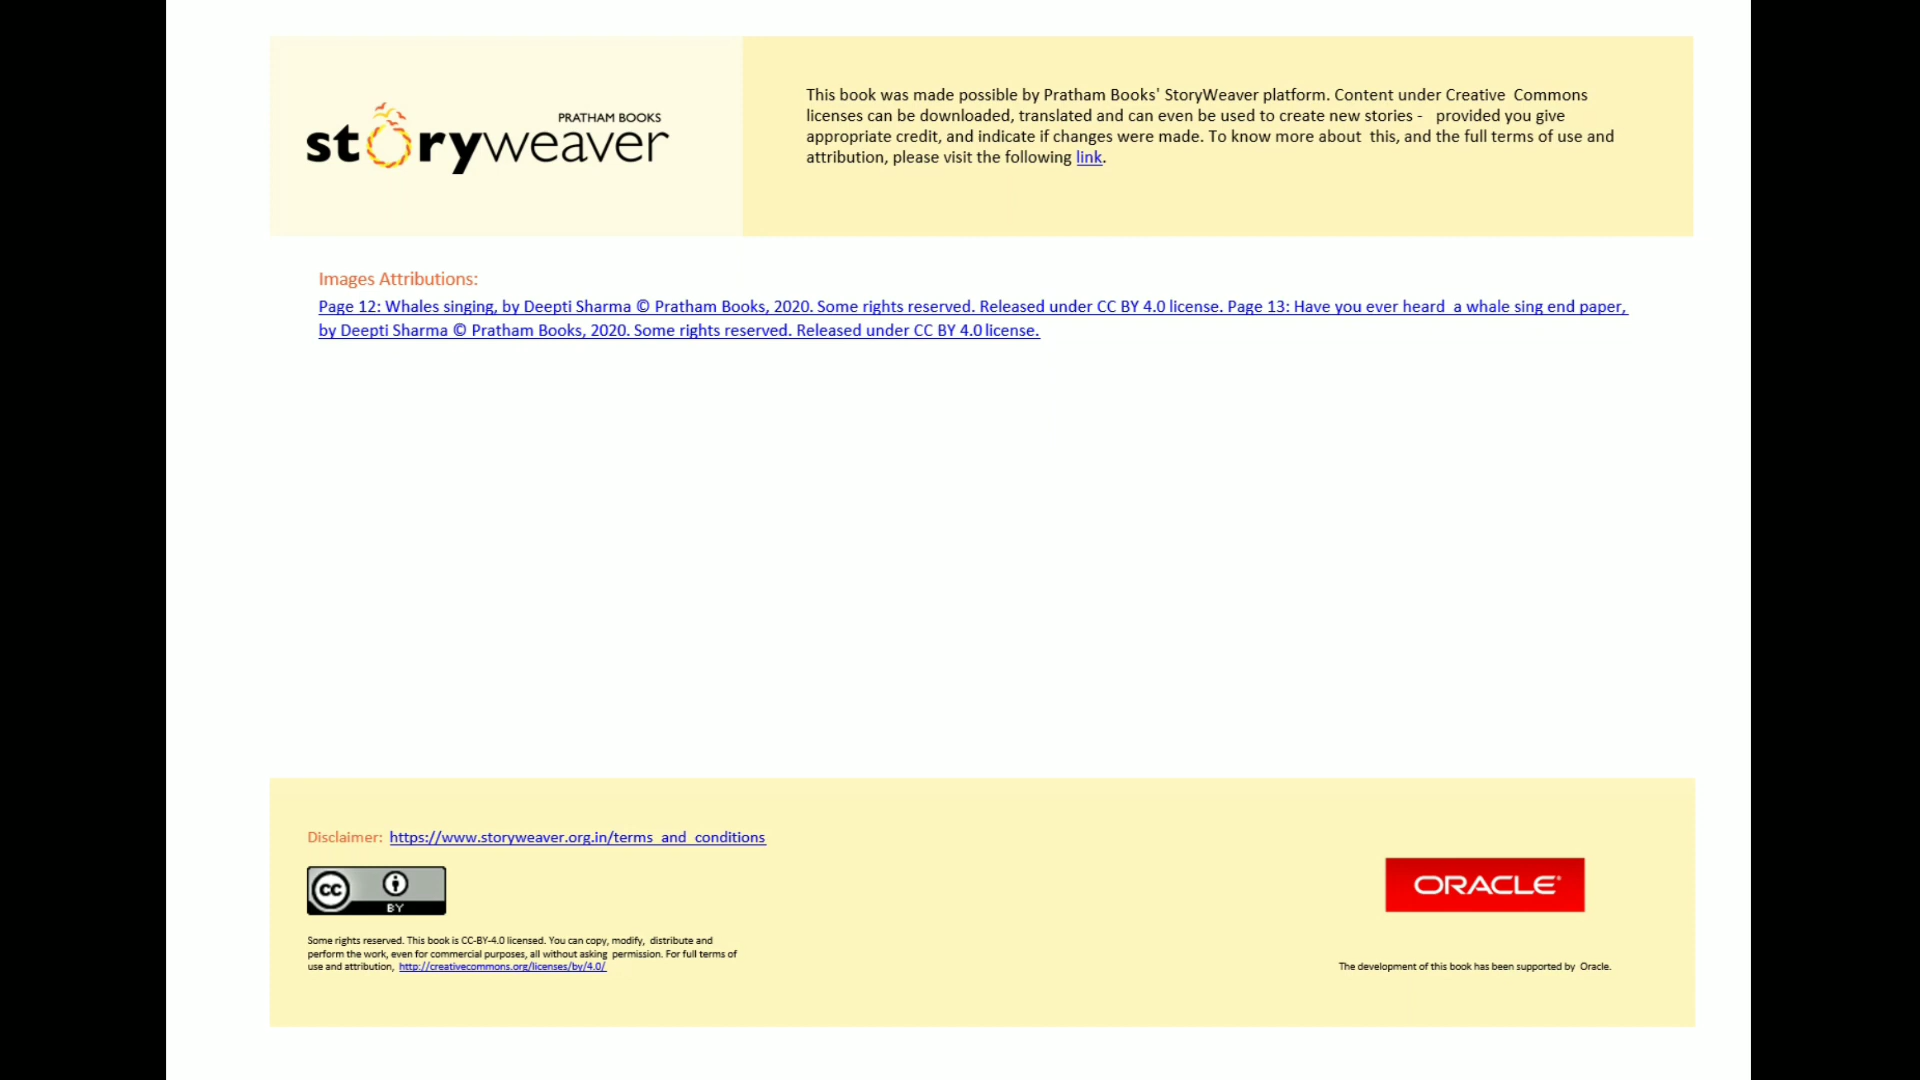 PRATHAM BOOKS
storyweaver
This book was made possible by Pratham Books' StoryWeaver platform. Content under Creative Commons
licenses can be downloaded, translated and can even be used to create new stories - provided you give
appropriate credit, and indicate if changes were made. To know more about this, and the full terms of use and
attribution, please visit the following link.
Images Attributions:
Page 12: Whales singing, by Deepti Sharma © Pratham Books, 2020. Some rights reserved. Released under CC BY 4.0 license. Page 13: Have you ever heard a whale sing end paper,
by Deepti Sharma © Pratham Books, 2020. Some rights reserved. Released under CC BY 4.0 license.
Disclaimer: https://www.storyweaver.org.in/terms_and_conditions
CC BY
Some rights reserved. This book is CC-BY-4.0 licensed. You can copy, modify, distribute and
perform the work, even for commercial purposes, all without asking permission. For full terms of
use and attribution, http://creativecommons.org/licenses/by/4.0/
ORACLE®
The development of this book has been supported by Oracle.